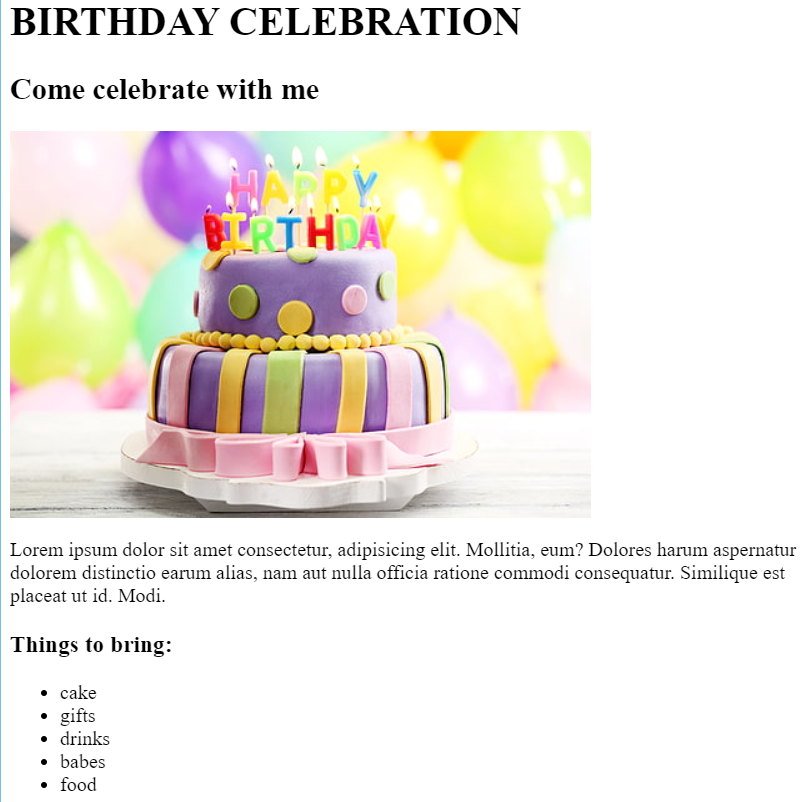 BIRTHDAY CELEBRATION
Come celebrate with me
HAPPY
BIRTHDAY
Lorem ipsum dolor sit amet consectetur, adipisicing elit. Mollitia, eum? Dolores harum aspernatur
dolorem distinctio earum alias, nam aut nulla officia ratione commodi consequatur. Similique est
placeat ut id. Modi.
Things to bring:
cake
gifts
drinks
babes
food